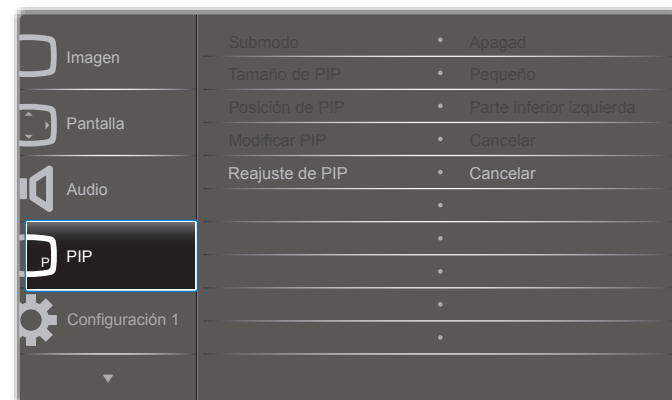 Imagen
Pantalla
Audio
P
PIP
Configuración 1
Submodo • Apagad
Tamaño de PIP • Pequeño
Posición de PIP • Parte inferior izquierda
Modificar PIP • Cancelar
Reajuste de PIP • Cancelar